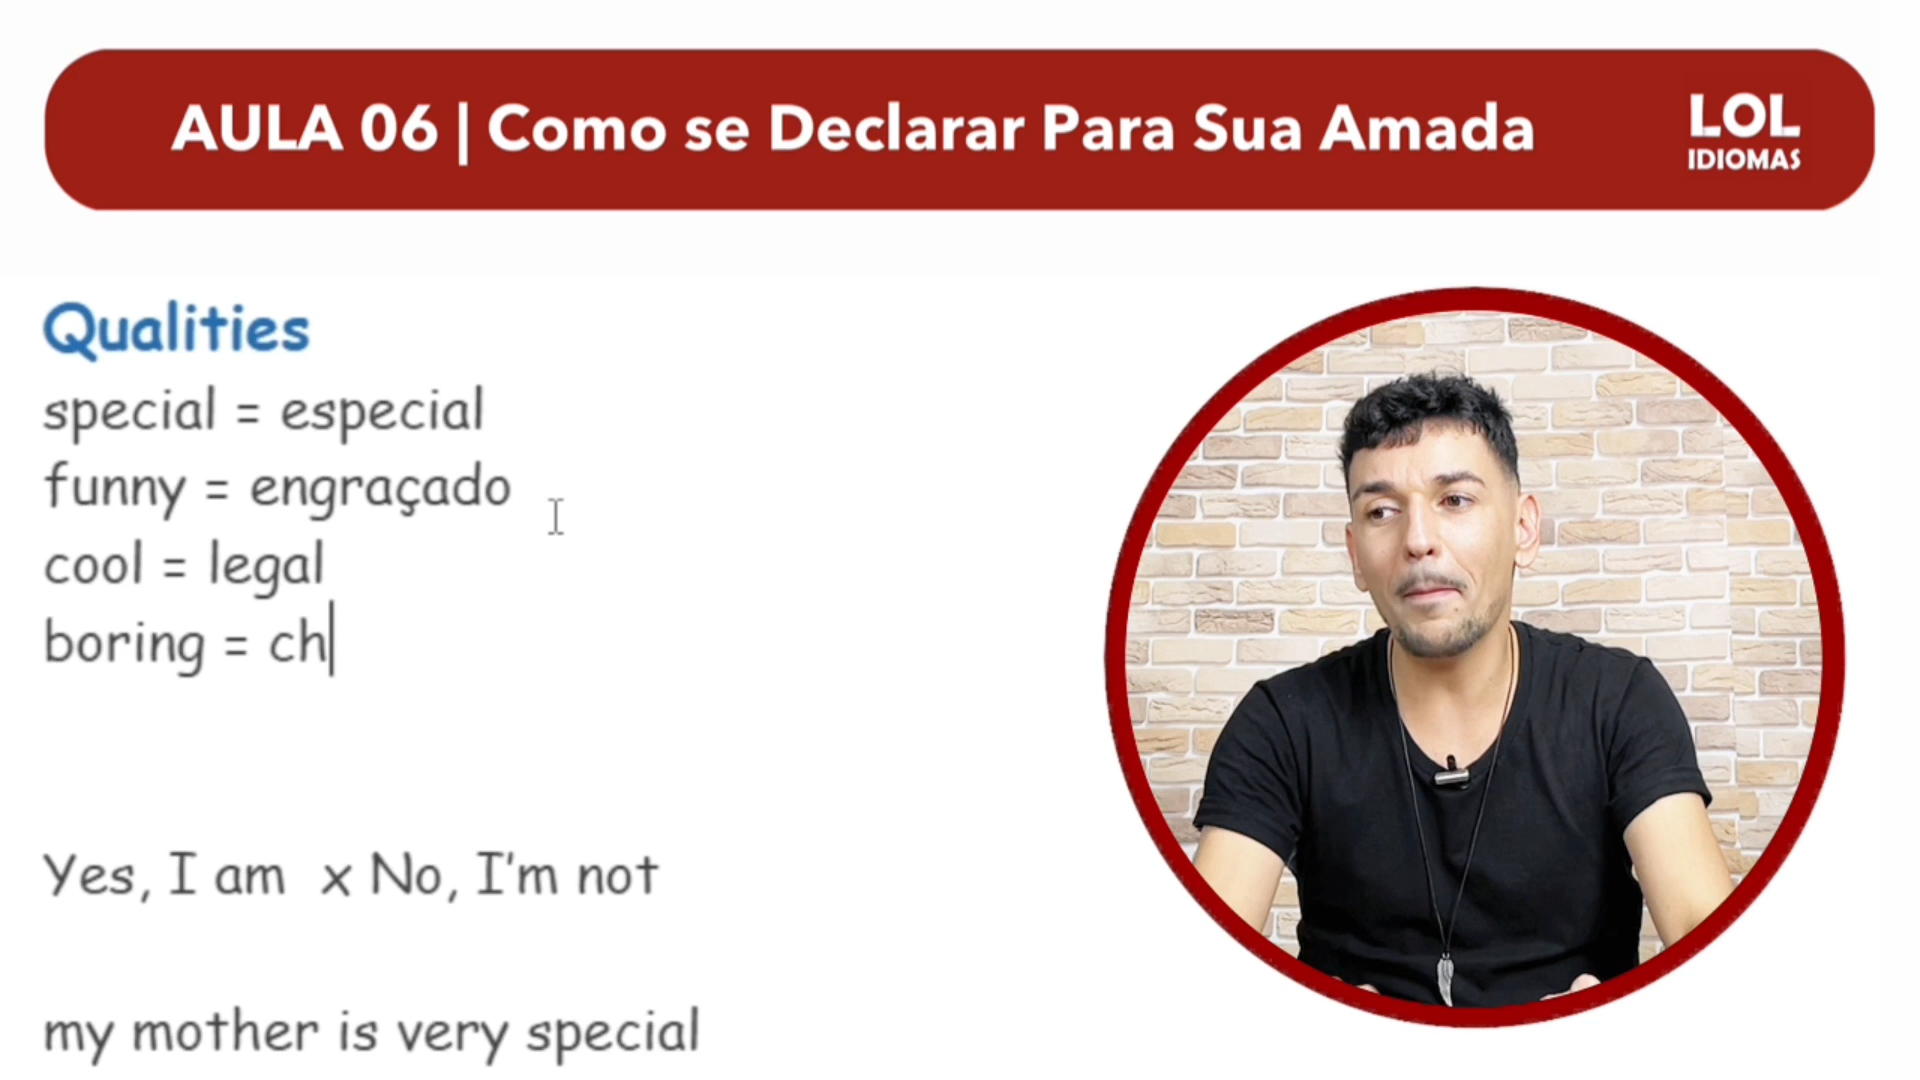 AULA 06 | Como se Declarar Para Sua Amada
LOL
IDIOMAS
Qualities
special = especial
funny = engraçado
cool = legal
boring = ch
Yes, I am x No, I'm not
my mother is very special